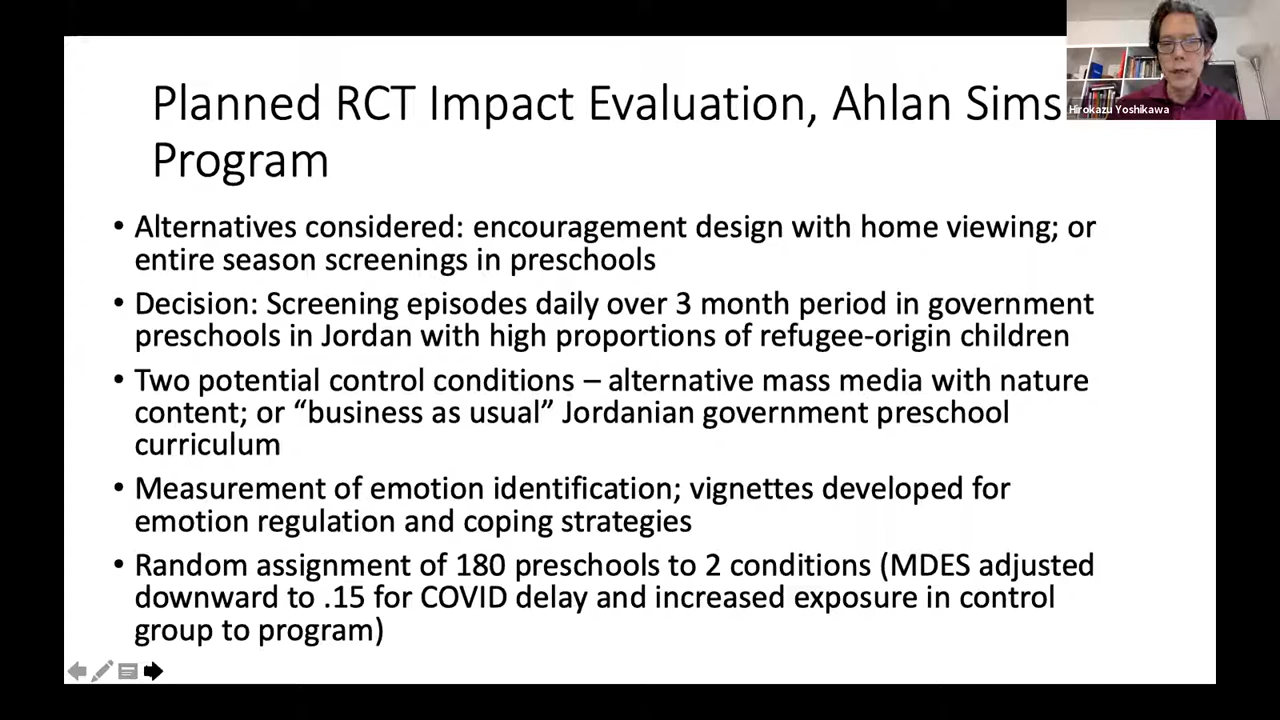 Planned RCT Impact Evaluation, Ahlan Sims
Program
Hirokazu Yoshikawa
• Alternatives considered: encouragement design with home viewing; or
entire season screenings in preschools
• Decision: Screening episodes daily over 3 month period in government
preschools in Jordan with high proportions of refugee-origin children
• Two potential control conditions – alternative mass media with nature
content; or “business as usual” Jordanian government preschool
curriculum
• Measurement of emotion identification; vignettes developed for
emotion regulation and coping strategies
• Random assignment of 180 preschools to 2 conditions (MDES adjusted
downward to .15 for COVID delay and increased exposure in control
group to program)